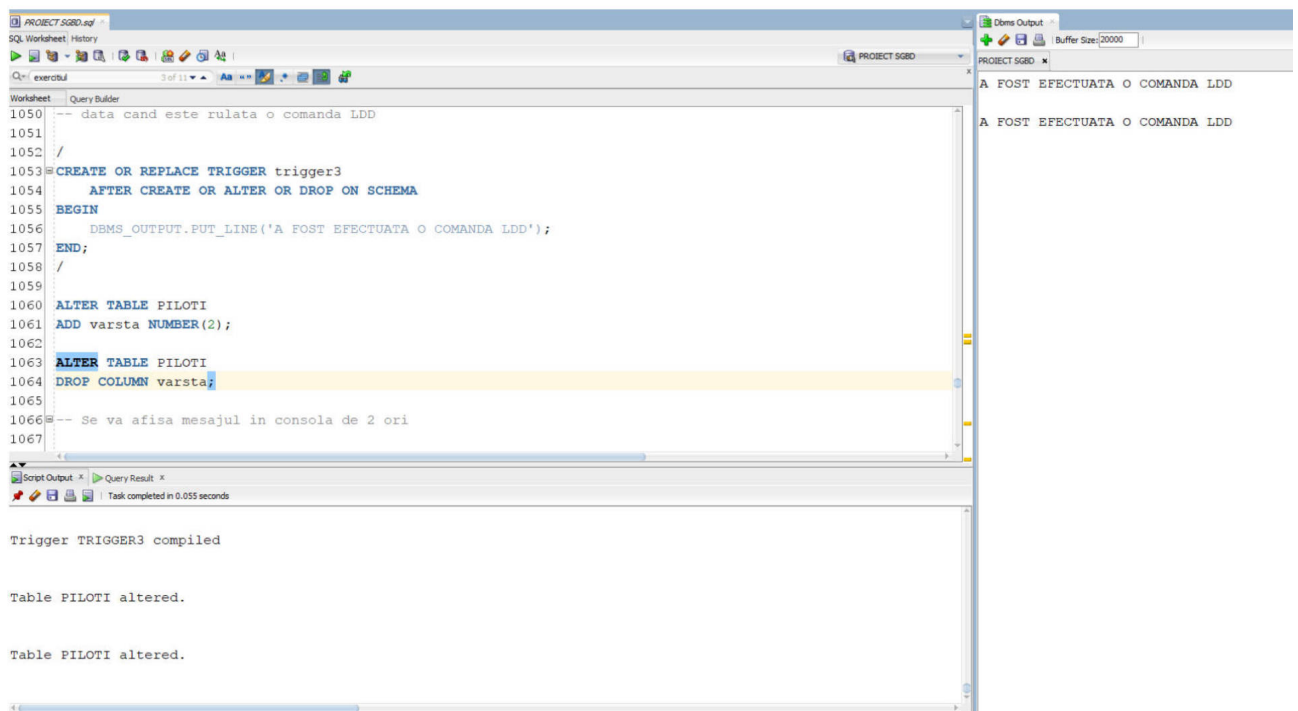 PROIECT SGBD.sql
SQL Worksheet History
PROIECT SGBD
exercitiul 3 of 11 Aa
Worksheet Query Builder
1050 -- data cand este rulata o comanda LDD
1051
1052 /
1053 CREATE OR REPLACE TRIGGER trigger3
1054 AFTER CREATE OR ALTER OR DROP ON SCHEMA
1055 BEGIN
1056 DBMS_OUTPUT.PUT_LINE('A FOST EFECTUATA O COMANDA LDD');
1057 END;
1058 /
1059
1060 ALTER TABLE PILOTI
1061 ADD varsta NUMBER(2);
1062
1063 ALTER TABLE PILOTI
1064 DROP COLUMN varsta;
1065
1066 -- Se va afisa mesajul in consola de 2 ori
1067
Script Output x Query Result x
Task completed in 0.055 seconds
Trigger TRIGGER3 compiled
Table PILOTI altered.
Table PILOTI altered.
Dbms Output
Buffer Size: 20000
PROIECT SGBD x
A FOST EFECTUATA O COMANDA LDD
A FOST EFECTUATA O COMANDA LDD